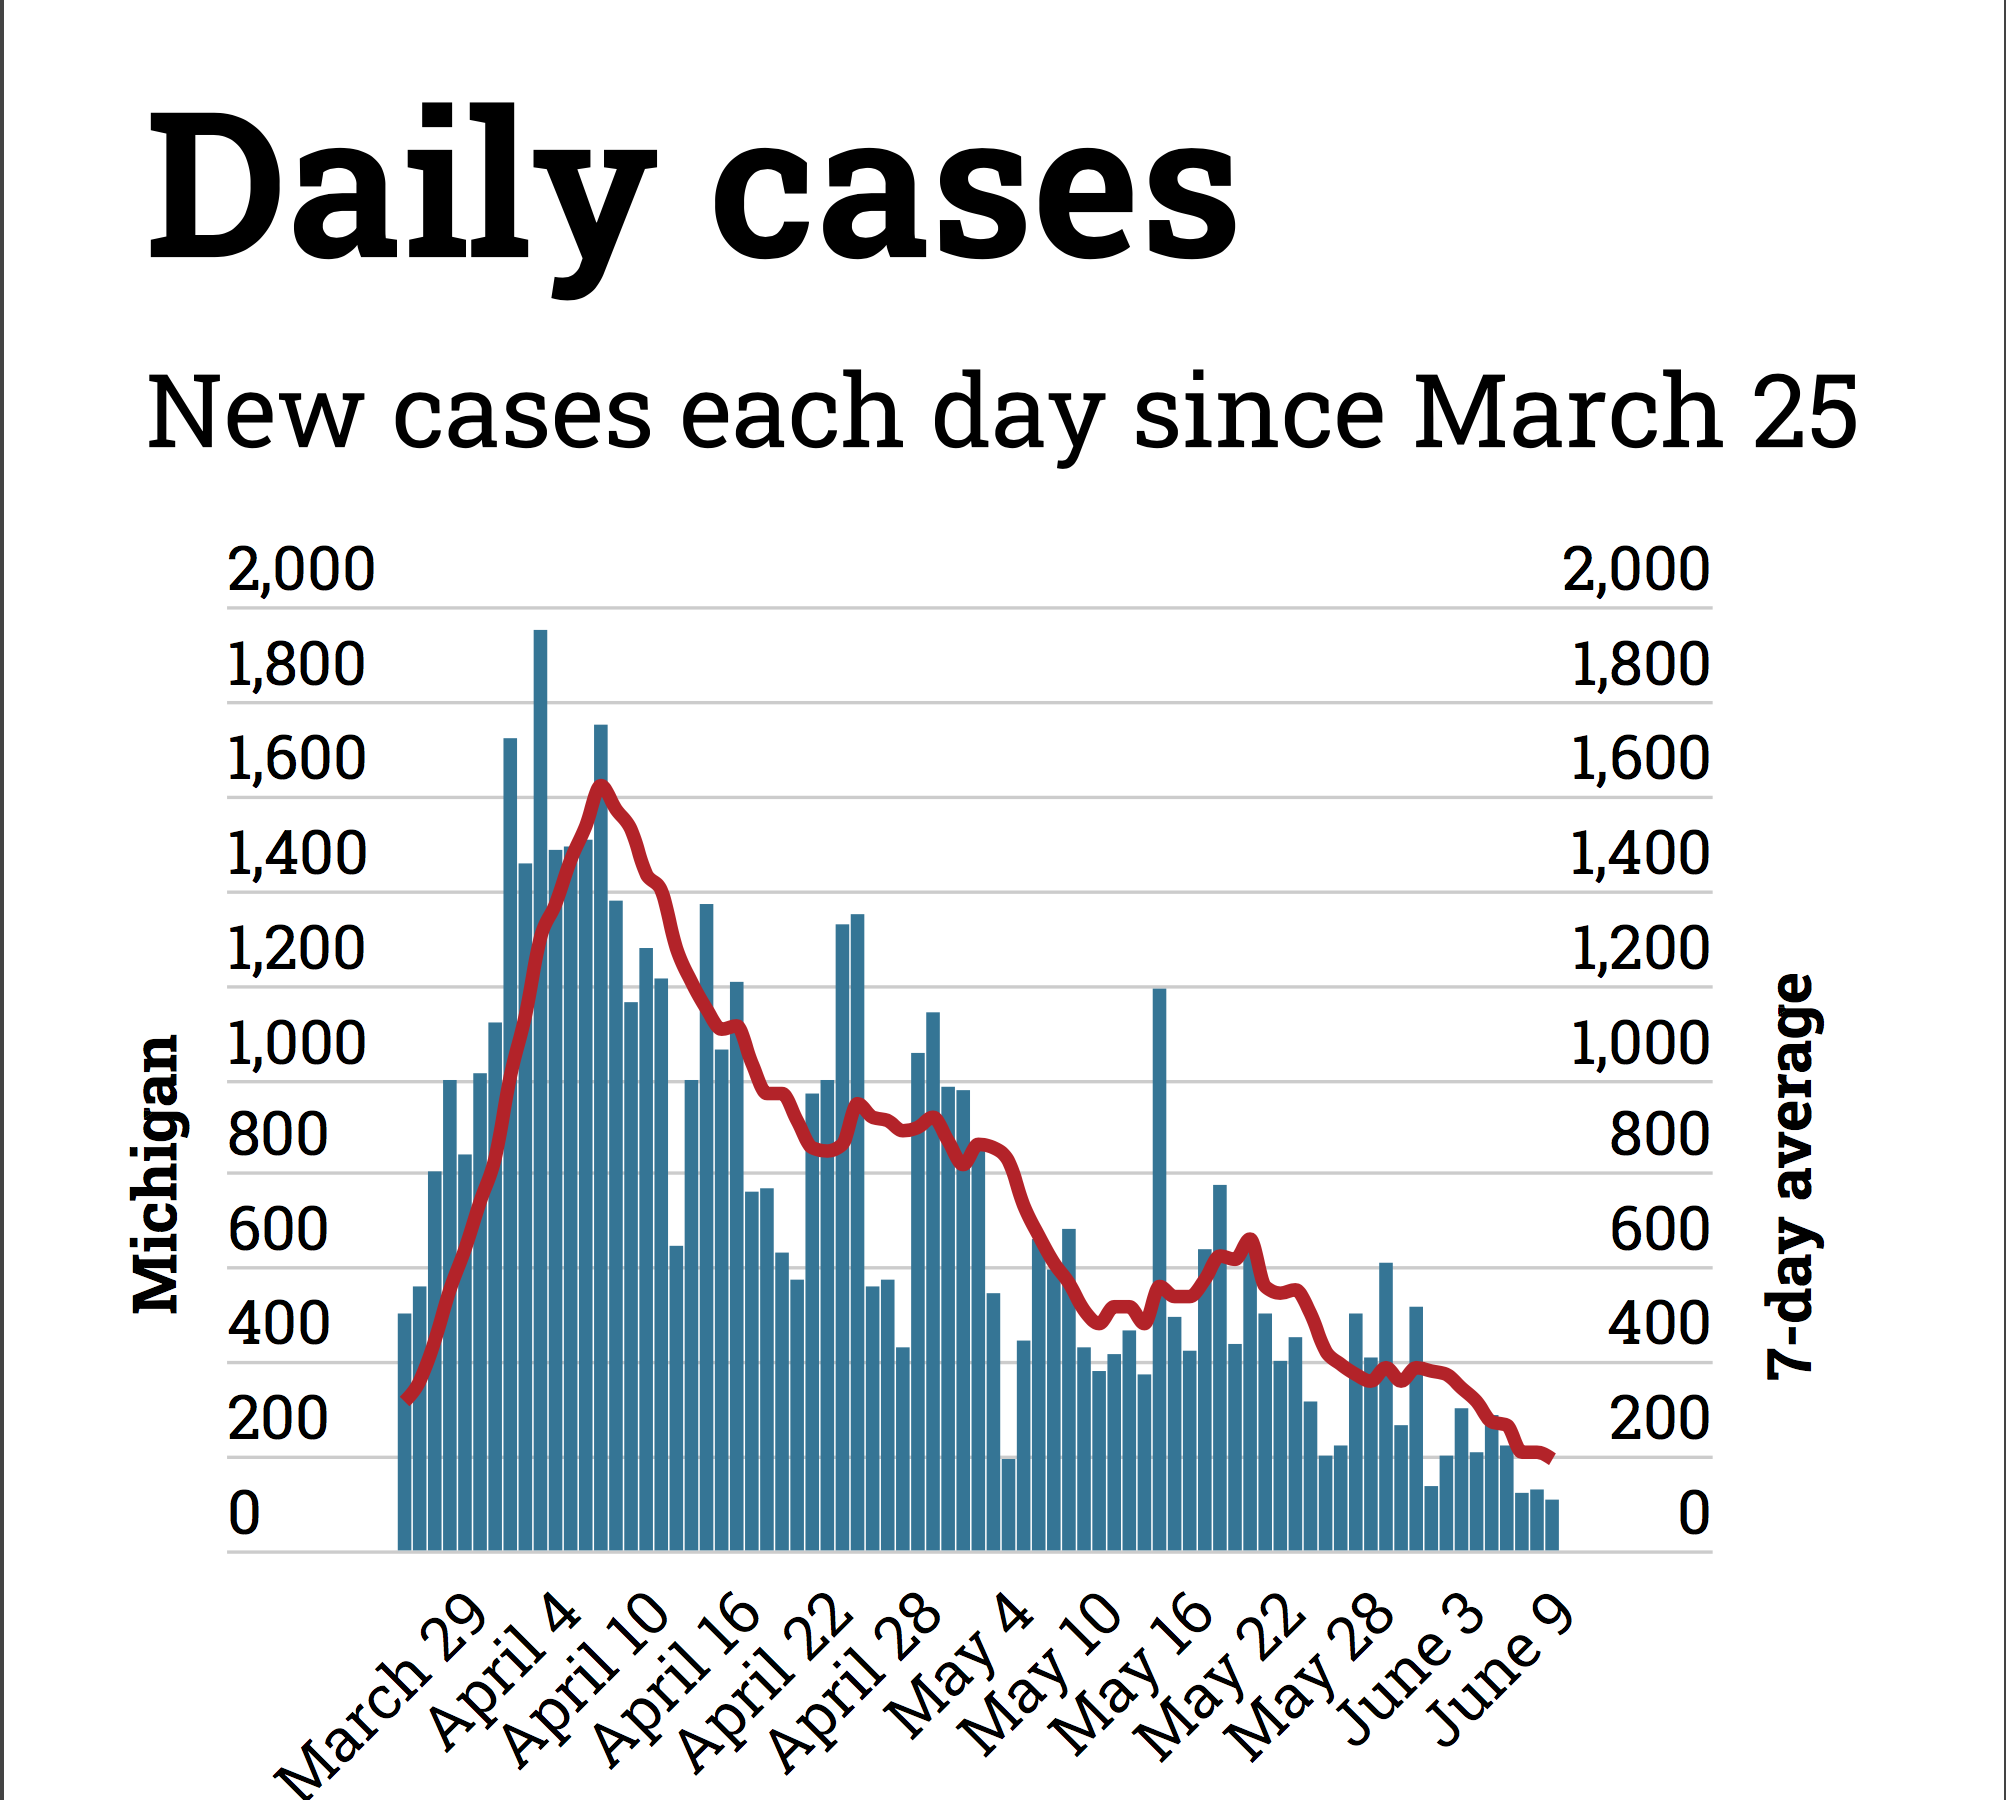 Daily cases
New cases each day since March 25
2,000 2,000
1,800 1,800
1,600 1,600
1,400 1,400
1,200 1,200
1,000 1,000
800 800
600 600
400 400
200 200
0 0
Michigan
7-day average
March 29
April 4
April 10
April 16
April 22
April 28
May 4
May 10
May 16
May 22
May 28
June 3
June 9